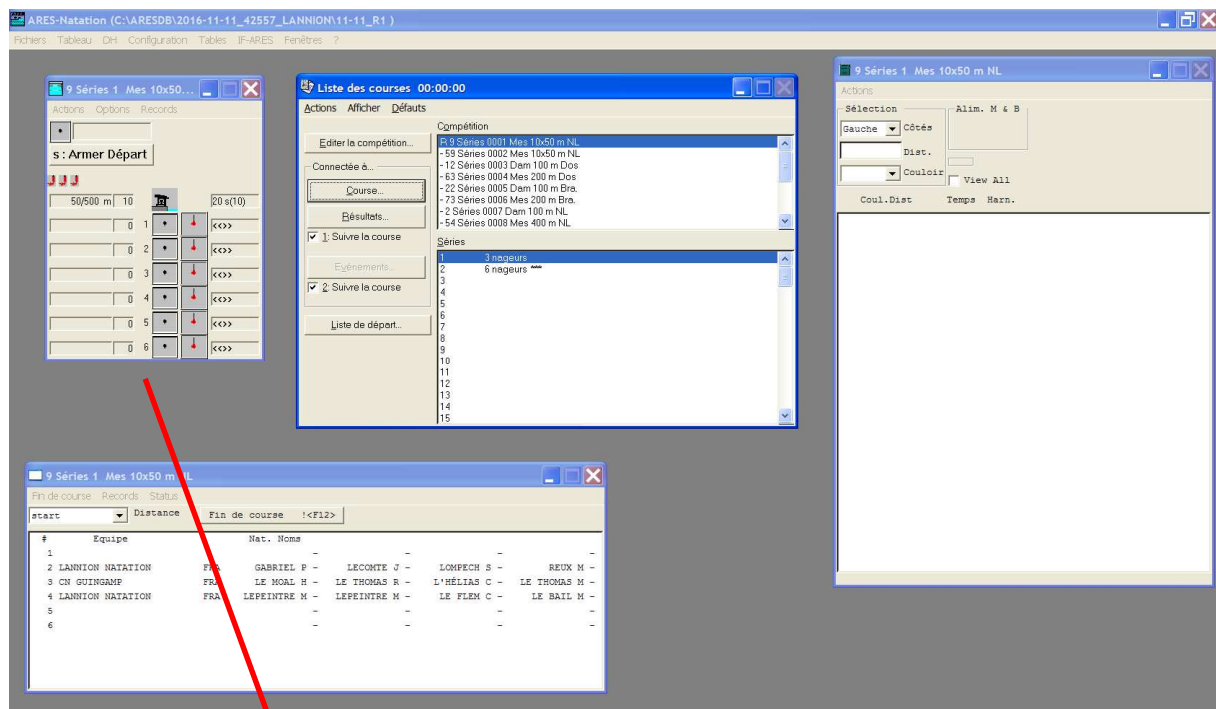 ARES-Natation (C:\ARESDB\2016-11-11_42557_LANNION\11-11_R1 )
Fichiers Tableau DH Configuration Tables IF-ARES Fenêtres ?
9 Séries 1 Mes 10x50...
Actions Options Records
s : Armer Départ
50/500 m 10 20 s(10)
0 1 <<>>
0 2 <<>>
0 3 <<>>
0 4 <<>>
0 5 <<>>
0 6 <<>>
Liste des courses 00:00:00
Actions Afficher Défauts
Editer la compétition...
Connectée à...
Course...
Résultats...
1: Suivre la course
Evénements...
2: Suivre la course
Liste de départ...
Compétition
R 9 Séries 0001 Mes 10x50 m NL
- 59 Séries 0002 Mes 10x50 m NL
- 12 Séries 0003 Dam 100 m Dos
- 63 Séries 0004 Mes 200 m Dos
- 22 Séries 0005 Dam 100 m Bra.
- 73 Séries 0006 Mes 200 m Bra.
- 2 Séries 0007 Dam 100 m NL
- 54 Séries 0008 Mes 400 m NL
Séries
1 3 nageurs
2 6 nageurs ****
3
4
5
6
7
8
9
10
11
12
13
14
15
9 Séries 1 Mes 10x50 m NL
Actions
Sélection
Gauche Côtés
Dist.
Couloir
Alim. M & B
View All
Coul.Dist Temps Harn.
9 Séries 1 Mes 10x50 m NL
Fin de course Records Status
start Distance Fin de course !<F12>
# Equipe Nat. Noms
1 - - - -
2 LANNION NATATION FRA GABRIEL P - LECOMTE J - LOMPECH S - REUX M -
3 CN GUINGAMP FRA LE MOAL H - LE THOMAS R - L'HÉLIAS C - LE THOMAS M -
4 LANNION NATATION FRA LEPEINTRE M - LEPEINTRE M - LE FLEM C - LE BAIL M -
5 - - - -
6 - - - -